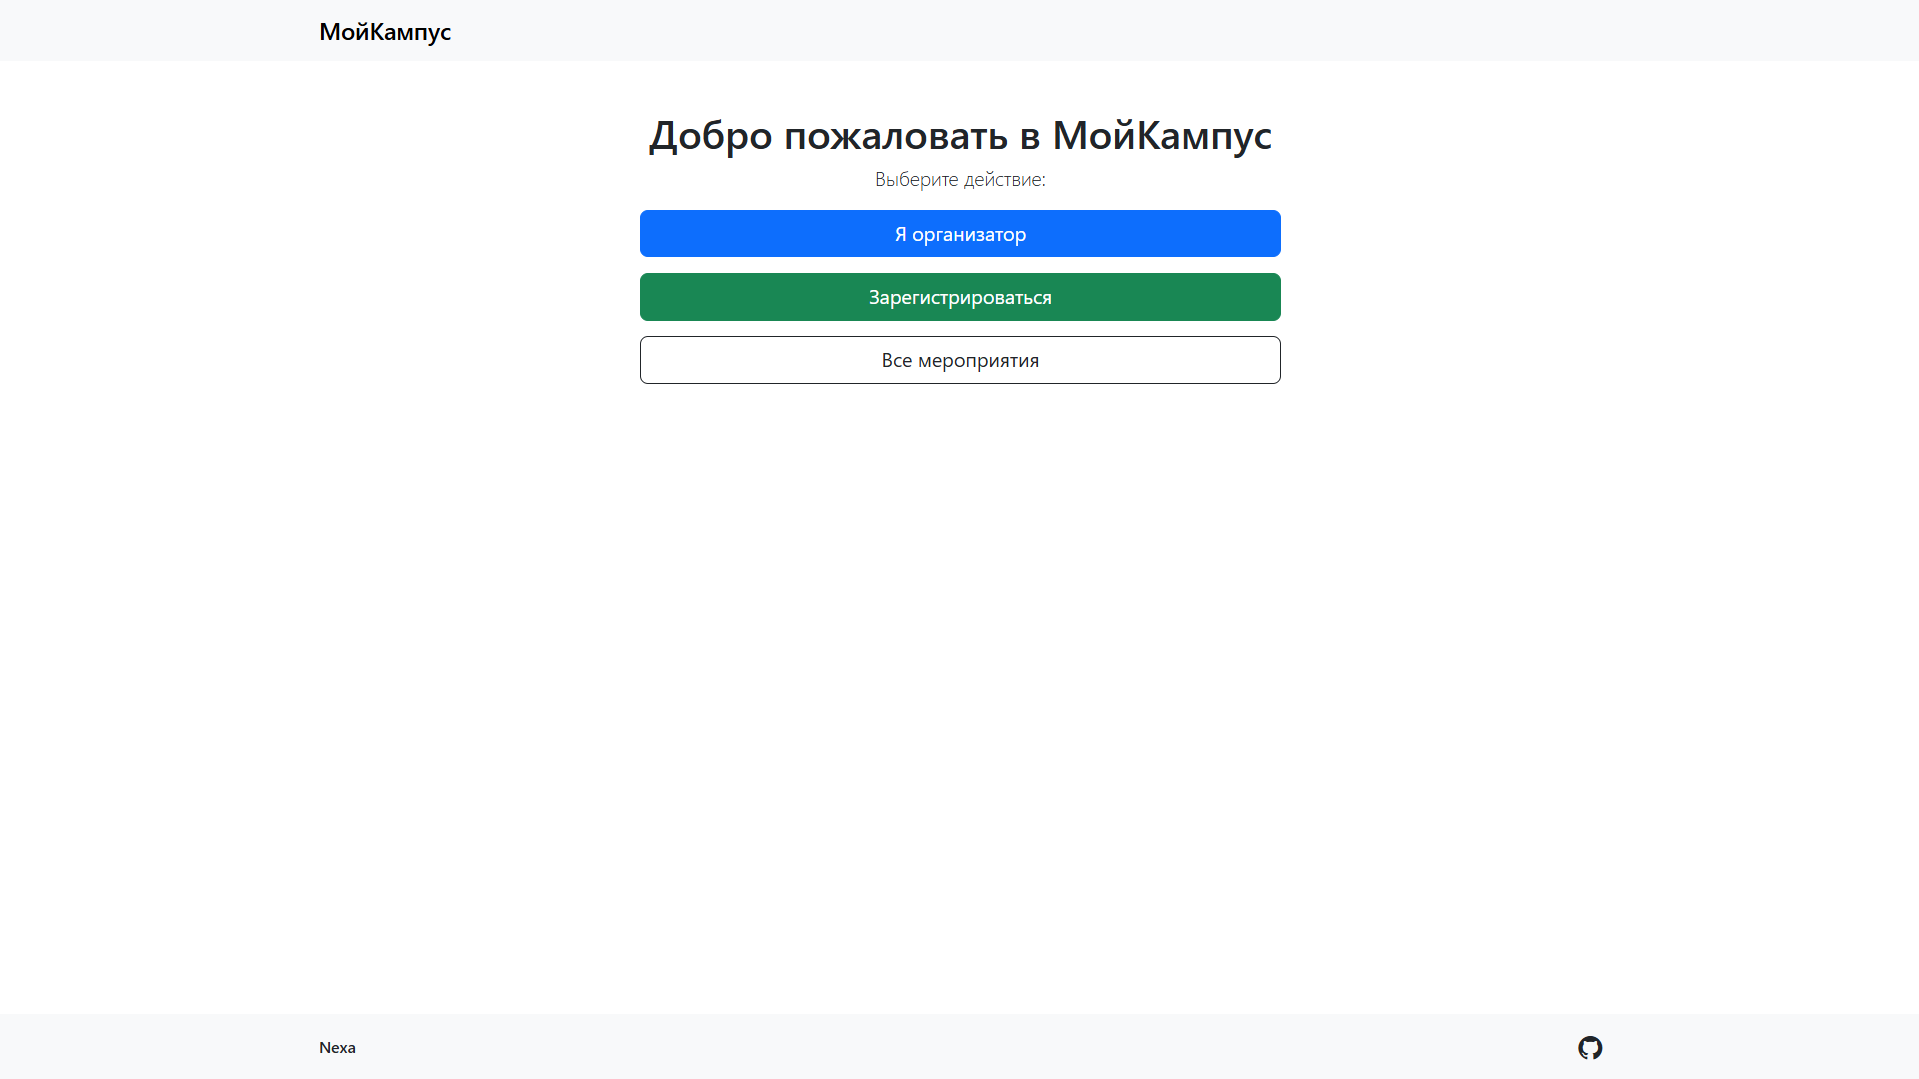 МойКампус
Добро пожаловать в МойКампус
Выберите действие:
Я организатор
Зарегистрироваться
Все мероприятия
Nexa